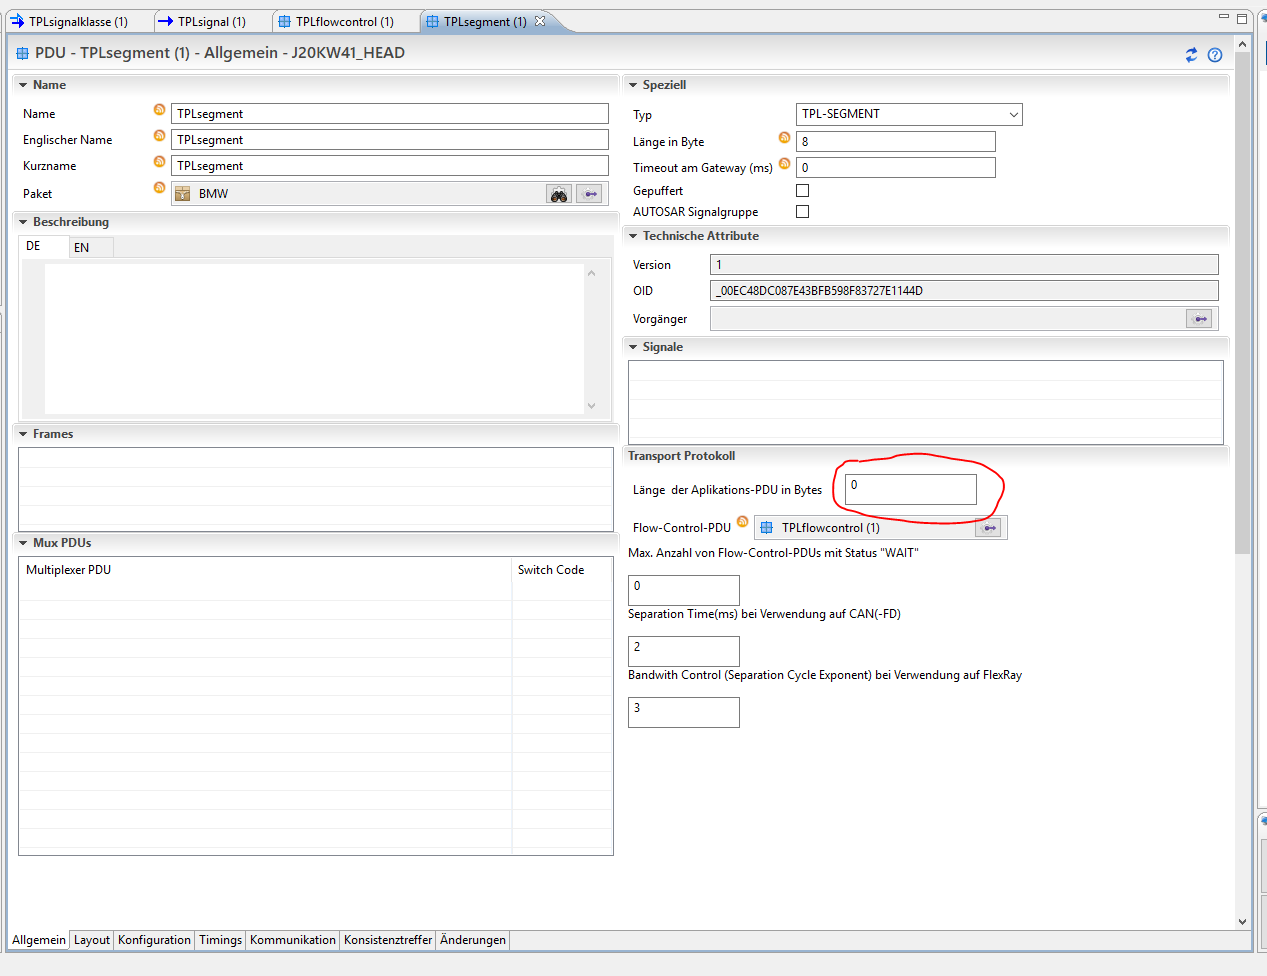 TPLsignalklasse (1)
TPLsignal (1)
TPLflowcontrol (1)
TPLsegment (1)
PDU - TPLsegment (1) - Allgemein - J20KW41_HEAD
Name
Name
TPLsegment
Englischer Name
TPLsegment
Kurzname
TPLsegment
Paket
BMW
Beschreibung
DE
EN
Frames
Mux PDUs
Multiplexer PDU
Switch Code
Speziell
Typ
TPL-SEGMENT
Länge in Byte
8
Timeout am Gateway (ms)
0
Gepuffert
AUTOSAR Signalgruppe
Technische Attribute
Version
1
OID
_00EC48DC087E43BFB598F83727E1144D
Vorgänger
Signale
Transport Protokoll
Länge der Aplikations-PDU in Bytes
0
Flow-Control-PDU
TPLflowcontrol (1)
Max. Anzahl von Flow-Control-PDUs mit Status "WAIT"
0
Separation Time(ms) bei Verwendung auf CAN(-FD)
2
Bandwith Control (Separation Cycle Exponent) bei Verwendung auf FlexRay
3
Allgemein
Layout
Konfiguration
Timings
Kommunikation
Konsistenztreffer
Änderungen